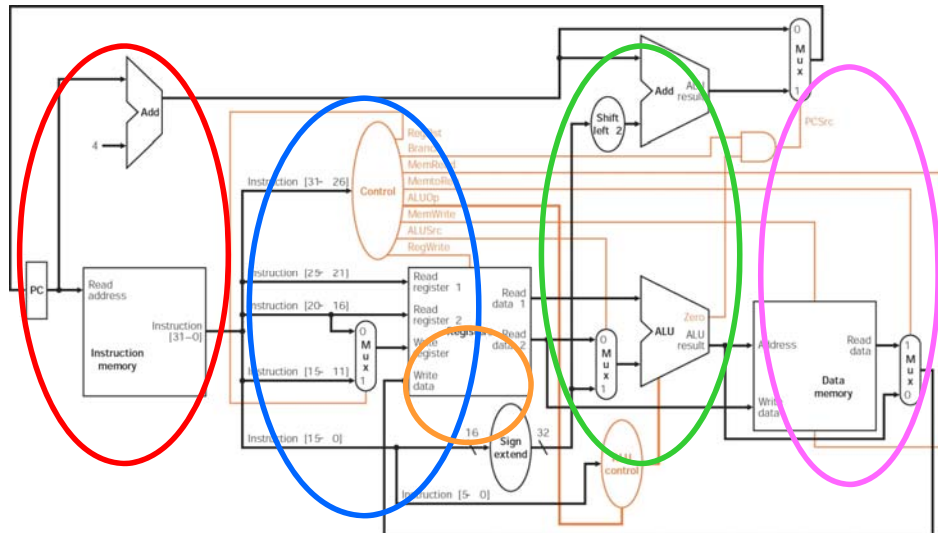 0
M
u
x
1
Add
ALU
result
Add
4
Shift
left 2
PCSrc
RegDst
Branch
MemRead
MemtoReg
ALUOp
MemWrite
ALUSrc
RegWrite
Control
Instruction [31- 26]
Instruction [25- 21]
Instruction [20- 16]
Instruction [15- 11]
Instruction [15- 0]
Instruction [5- 0]
PC
Read
address
Instruction
[31-0]
Instruction
memory
0
M
u
x
1
Read
register 1
Read
register 2
Write
register
Write
data
Read
data 1
Read
data 2
Registers
16
Sign
extend
32
0
M
u
x
1
Zero
ALU
ALU
result
ALU
control
Address
Write
data
Read
data
Data
memory
1
M
u
x
0